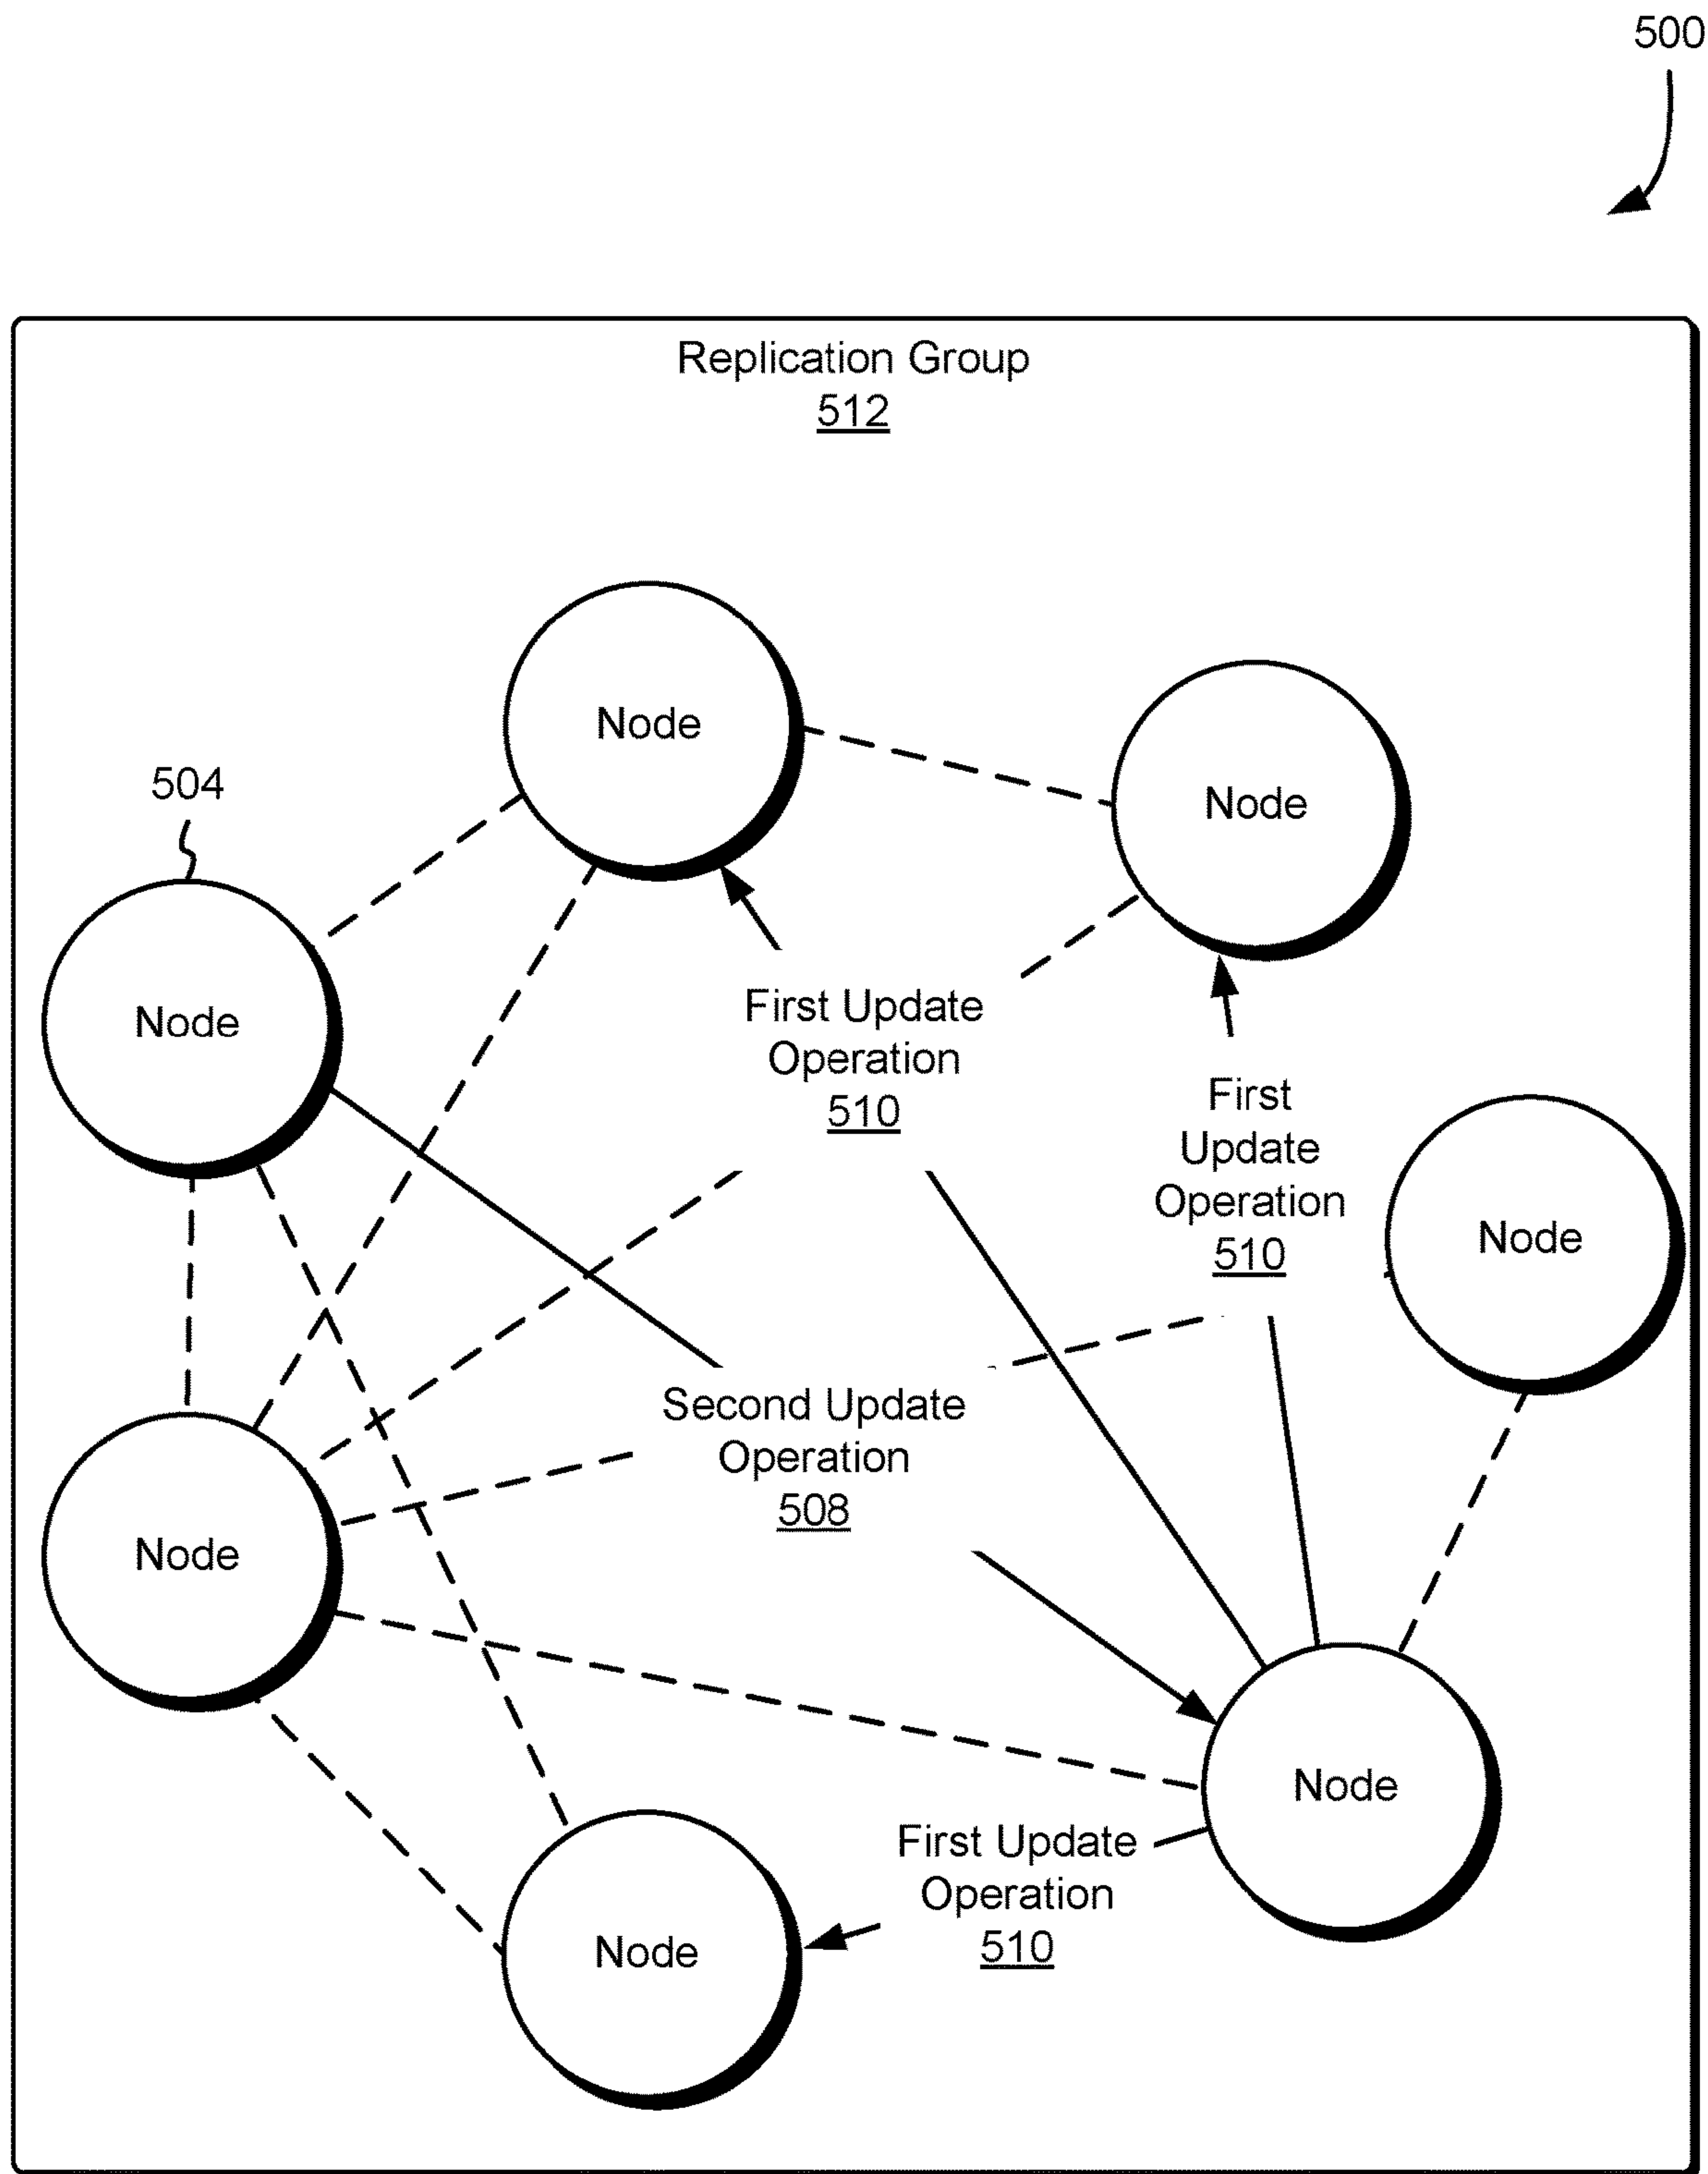 500
Replication Group
512
Node
Node
504
Node
First Update
Operation
510
First
Update
Operation
510
Node
Second Update
Operation
508
Node
Node
First Update
Operation
510
Node